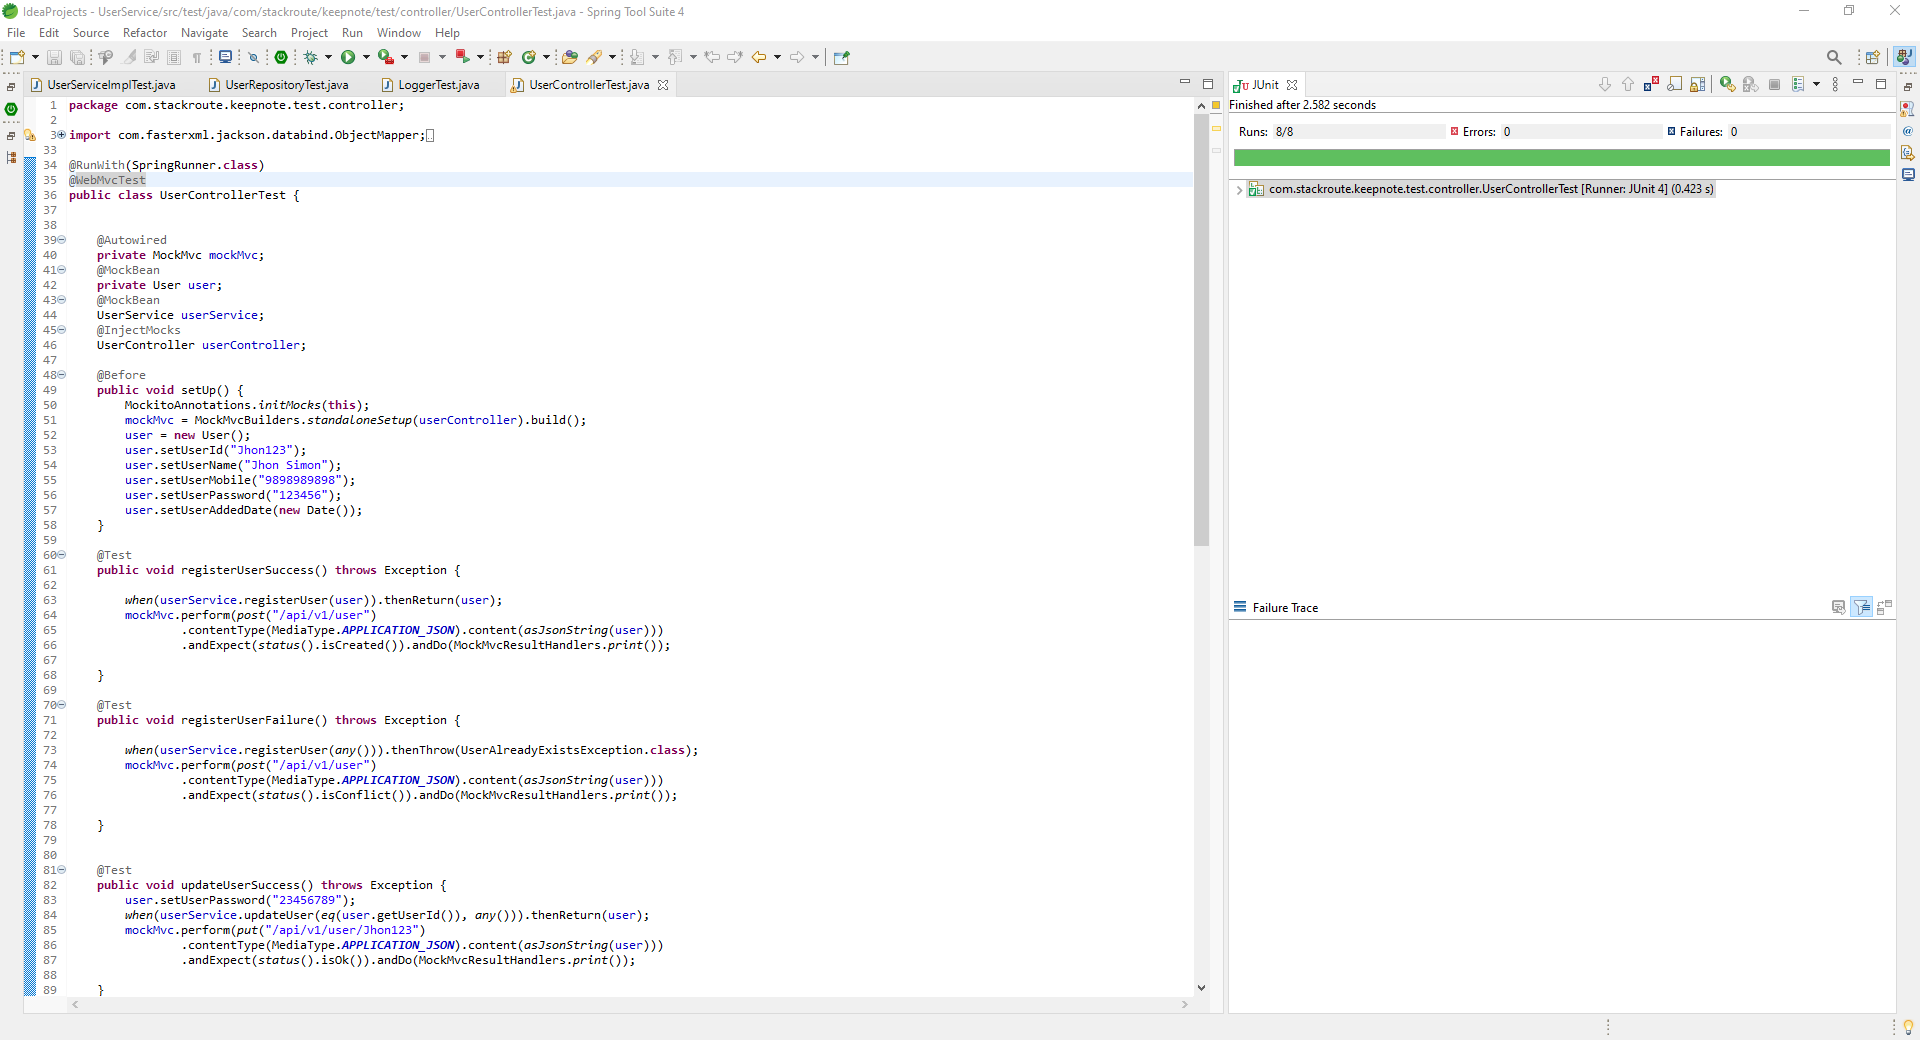 IdeaProjects - UserService/src/test/java/com/stackroute/keepnote/test/controller/UserControllerTest.java - Spring Tool Suite 4
File Edit Source Refactor Navigate Search Project Run Window Help
UserServiceImplTest.java UserRepositoryTest.java LoggerTest.java UserControllerTest.java
1 package com.stackroute.keepnote.test.controller;
2
3 import com.fasterxml.jackson.databind.ObjectMapper;
33
34 @RunWith(SpringRunner.class)
35 @WebMvcTest
36 public class UserControllerTest {
37
38
39 @Autowired
40 private MockMvc mockMvc;
41 @MockBean
42 private User user;
43 @MockBean
44 UserService userService;
45 @InjectMocks
46 UserController userController;
47
48 @Before
49 public void setUp() {
50 MockitoAnnotations.initMocks(this);
51 mockMvc = MockMvcBuilders.standaloneSetup(userController).build();
52 user = new User();
53 user.setUserId("Jhon123");
54 user.setUserName("Jhon Simon");
55 user.setUserMobile("9898989898");
56 user.setUserPassword("123456");
57 user.setUserAddedDate(new Date());
58 }
59
60 @Test
61 public void registerUserSuccess() throws Exception {
62
63 when(userService.registerUser(user)).thenReturn(user);
64 mockMvc.perform(post("/api/v1/user")
65 .contentType(MediaType.APPLICATION_JSON).content(asJsonString(user)))
66 .andExpect(status().isCreated()).andDo(MockMvcResultHandlers.print());
67
68 }
69
70 @Test
71 public void registerUserFailure() throws Exception {
72
73 when(userService.registerUser(any())).thenThrow(UserAlreadyExistsException.class);
74 mockMvc.perform(post("/api/v1/user")
75 .contentType(MediaType.APPLICATION_JSON).content(asJsonString(user)))
76 .andExpect(status().isConflict()).andDo(MockMvcResultHandlers.print());
77
78 }
79
80
81 @Test
82 public void updateUserSuccess() throws Exception {
83 user.setUserPassword("23456789");
84 when(userService.updateUser(eq(user.getUserId()), any())).thenReturn(user);
85 mockMvc.perform(put("/api/v1/user/Jhon123")
86 .contentType(MediaType.APPLICATION_JSON).content(asJsonString(user)))
87 .andExpect(status().isOk()).andDo(MockMvcResultHandlers.print());
88
89 }
JUnit
Finished after 2.582 seconds
Runs: 8/8 Errors: 0 Failures: 0
com.stackroute.keepnote.test.controller.UserControllerTest [Runner: JUnit 4] (0.423 s)
Failure Trace